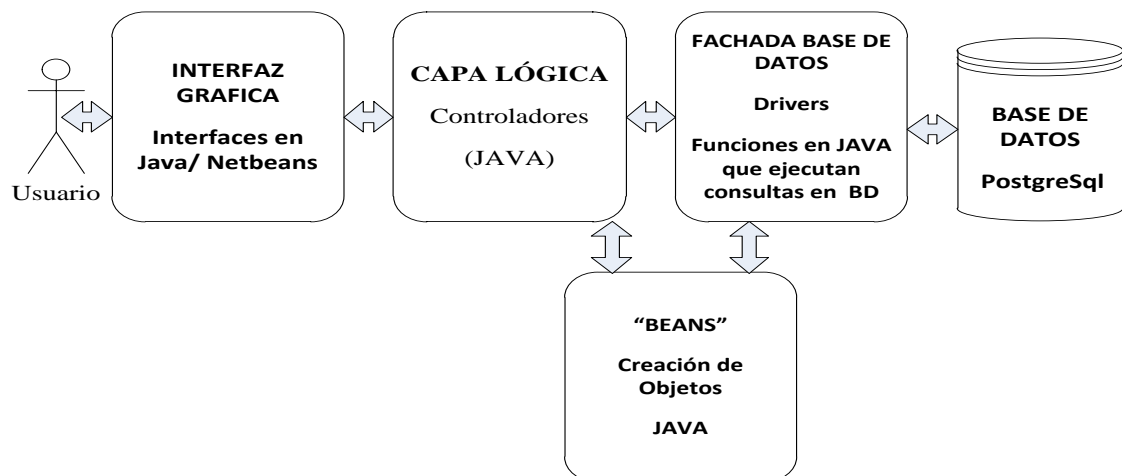 Usuario
INTERFAZ
GRAFICA
Interfaces en
Java/ Netbeans
CAPA LÓGICA
Controladores
(JAVA)
FACHADA BASE DE
DATOS
Drivers
Funciones en JAVA
que ejecutan
consultas en BD
BASE DE
DATOS
PostgreSql
“BEANS”
Creación de
Objetos
JAVA